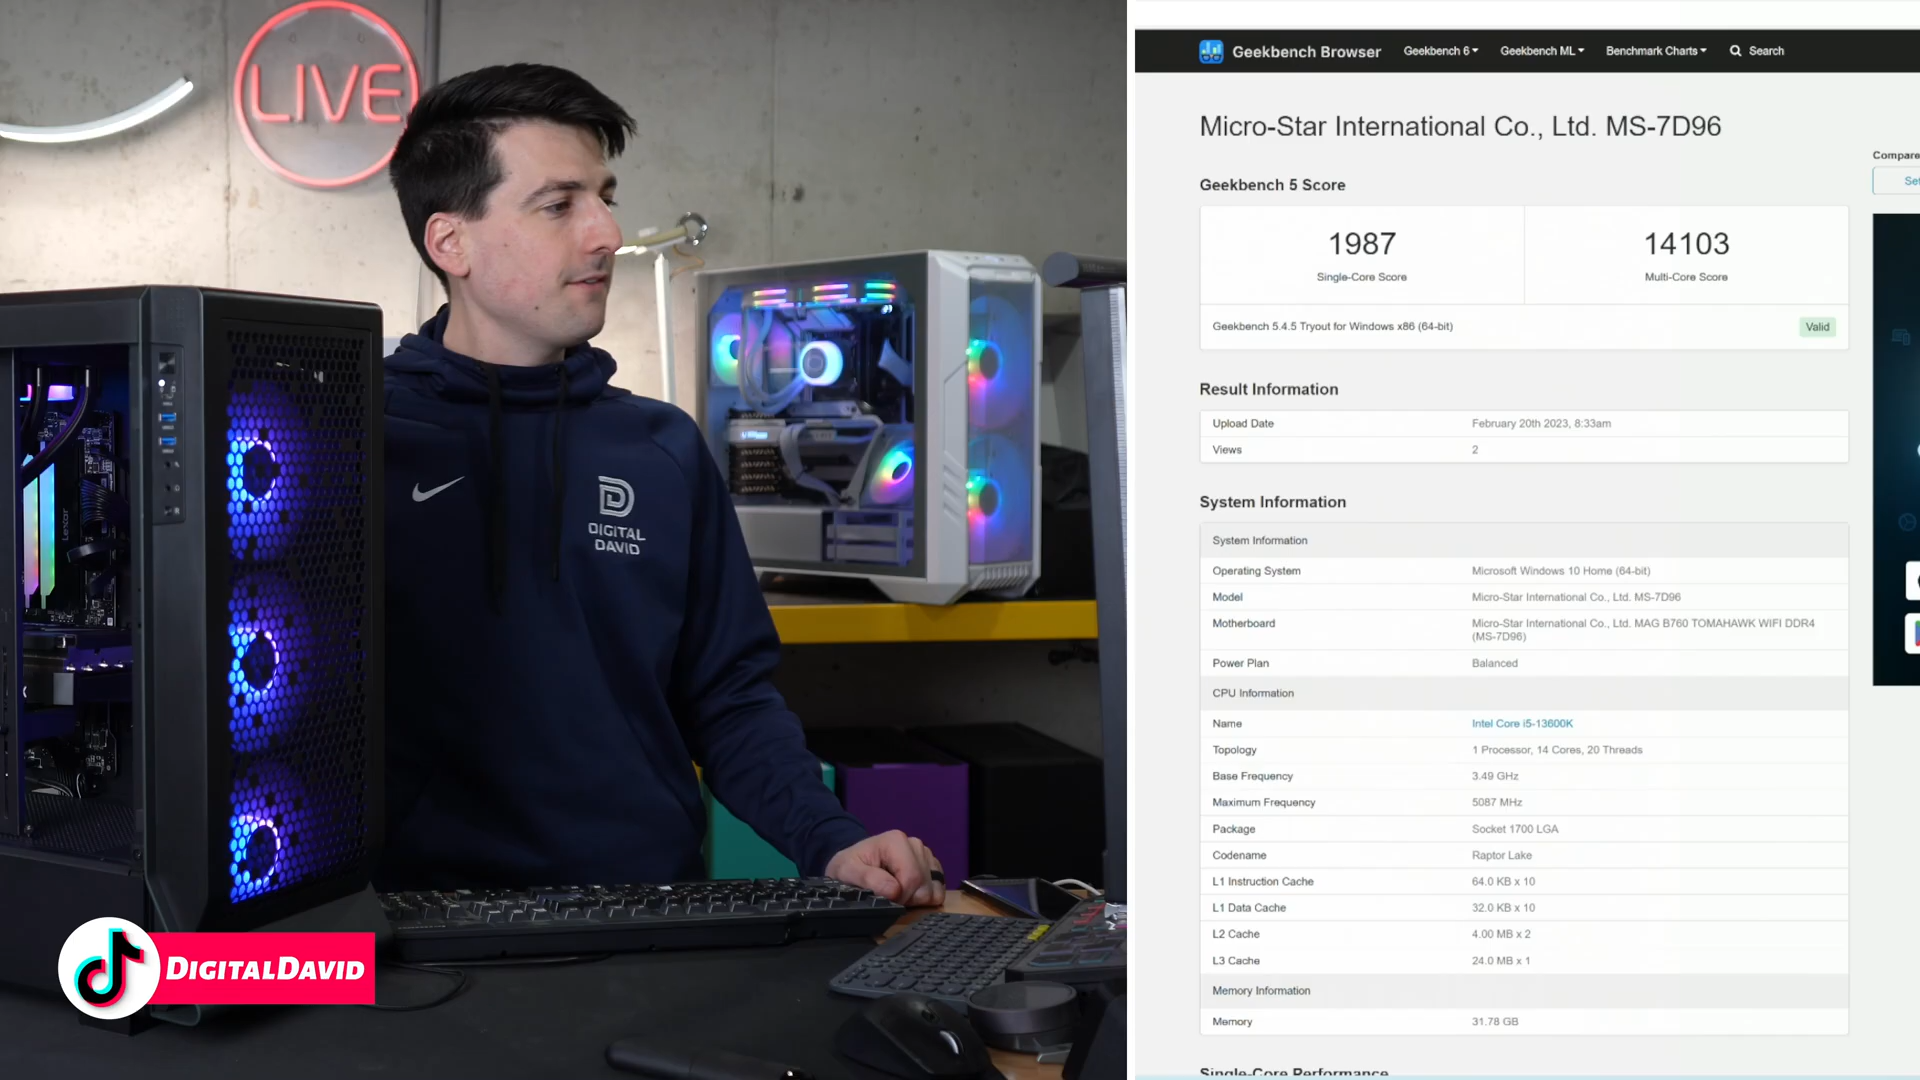 LIVE
Lexar
DIGITAL
DAVID
DIGITALDAVID
Geekbench Browser
Geekbench 6
Geekbench ML
Benchmark Charts
Search
Micro-Star International Co., Ltd. MS-7D96
Compare
Set
Geekbench 5 Score
1987
Single-Core Score
14103
Multi-Core Score
Geekbench 5.4.5 Tryout for Windows x86 (64-bit)
Valid
Result Information
Upload Date
February 20th 2023, 8:33am
Views
2
System Information
System Information
Operating System
Microsoft Windows 10 Home (64-bit)
Model
Micro-Star International Co., Ltd. MS-7D96
Motherboard
Micro-Star International Co., Ltd. MAG B760 TOMAHAWK WIFI DDR4
(MS-7D96)
Power Plan
Balanced
CPU Information
Name
Intel Core i5-13600K
Topology
1 Processor, 14 Cores, 20 Threads
Base Frequency
3.49 GHz
Maximum Frequency
5087 MHz
Package
Socket 1700 LGA
Codename
Raptor Lake
L1 Instruction Cache
64.0 KB x 10
L1 Data Cache
32.0 KB x 10
L2 Cache
4.00 MB x 2
L3 Cache
24.0 MB x 1
Memory Information
Memory
31.78 GB
Single-Core Performance